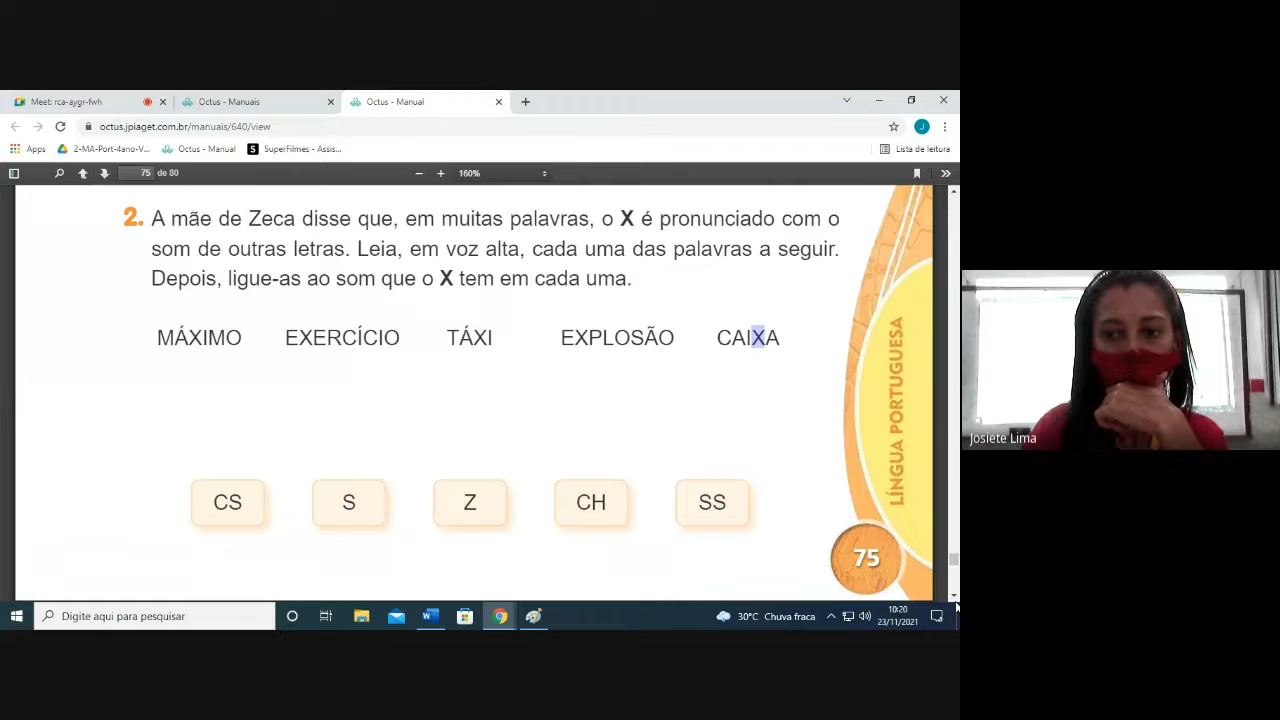 Meet: rca-aygr-fwh
Octus - Manuais
Octus - Manual
octus.jpiaget.com.br/manuais/640/view
Apps
2-MA-Port-4ano-V...
Octus - Manual
S
SuperFilmes - Assis...
Lista de leitura
J
75 de 80
160%
2. A mãe de Zeca disse que, em muitas palavras, o X é pronunciado com o
som de outras letras. Leia, em voz alta, cada uma das palavras a seguir.
Depois, ligue-as ao som que o X tem em cada uma.
MÁXIMO EXERCÍCIO TÁXI EXPLOSÃO CAIXA
CS S Z CH SS
LÍNGUA PORTUGUESA
75
Josiete Lima
Digite aqui para pesquisar
30°C Chuva fraca
10:20
23/11/2021